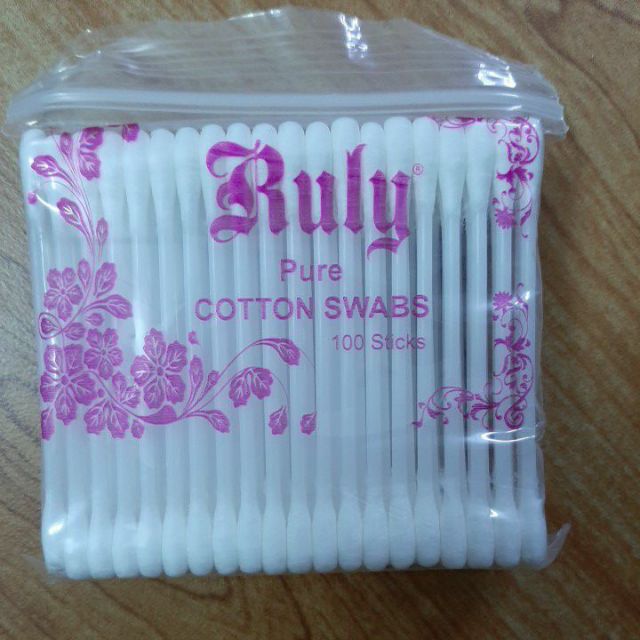 Ruly®
Pure
COTTON SWABS
100 Sticks